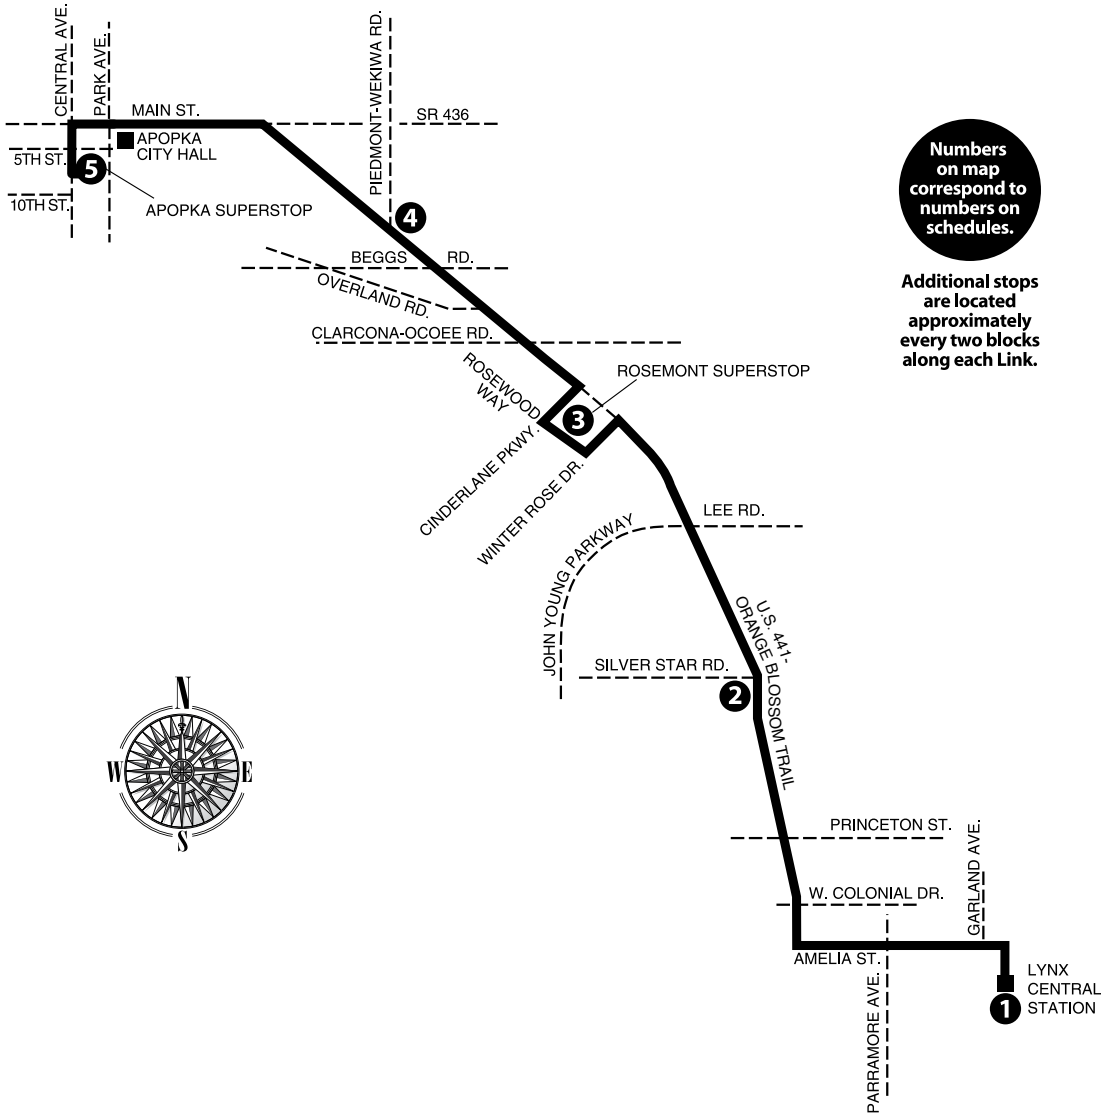 CENTRAL AVE.
PARK AVE.
PIEDMONT-WEKIWA RD.
MAIN ST.
SR 436
APOPKA
CITY HALL
5TH ST.
5
10TH ST.
APOPKA SUPERSTOP
4
BEGGS RD.
OVERLAND RD.
CLARCONA-OCOEE RD.
ROSEWOOD
WAY
ROSEMONT SUPERSTOP
3
CINDERLANE PKWY.
WINTER ROSE DR.
LEE RD.
JOHN YOUNG PARKWAY
U.S. 441-
ORANGE BLOSSOM TRAIL
SILVER STAR RD.
2
PRINCETON ST.
GARLAND AVE.
W. COLONIAL DR.
AMELIA ST.
PARRAMORE AVE.
LYNX
CENTRAL
STATION
1
Numbers
on map
correspond to
numbers on
schedules.
Additional stops
are located
approximately
every two blocks
along each Link.
N
W
E
S